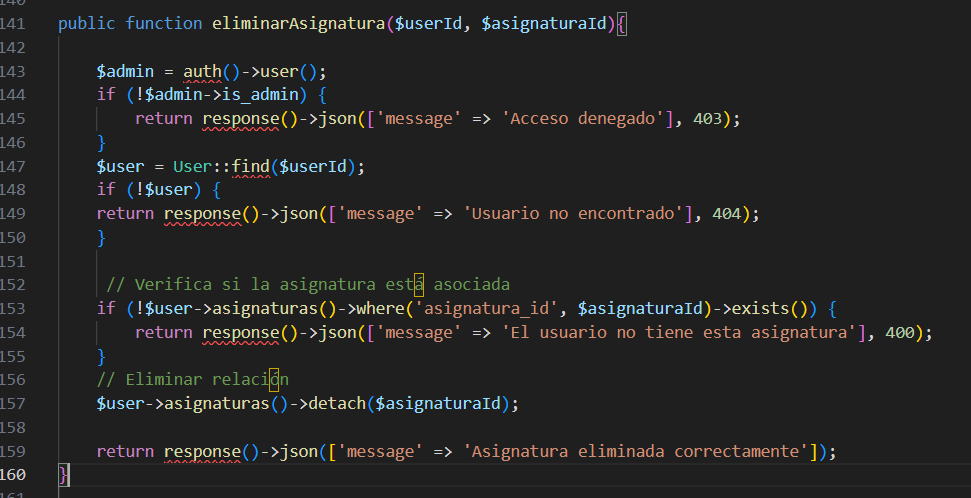 141 public function eliminarAsignatura($userId, $asignaturaId){
142
143     $admin = auth()->user();
144     if (!$admin->is_admin) {
145         return response()->json(['message' => 'Acceso denegado'], 403);
146     }
147     $user = User::find($userId);
148     if (!$user) {
149     return response()->json(['message' => 'Usuario no encontrado'], 404);
150     }
151
152      // Verifica si la asignatura está asociada
153     if (!$user->asignaturas()->where('asignatura_id', $asignaturaId)->exists()) {
154         return response()->json(['message' => 'El usuario no tiene esta asignatura'], 400);
155     }
156     // Eliminar relación
157     $user->asignaturas()->detach($asignaturaId);
158
159     return response()->json(['message' => 'Asignatura eliminada correctamente']);
160 }